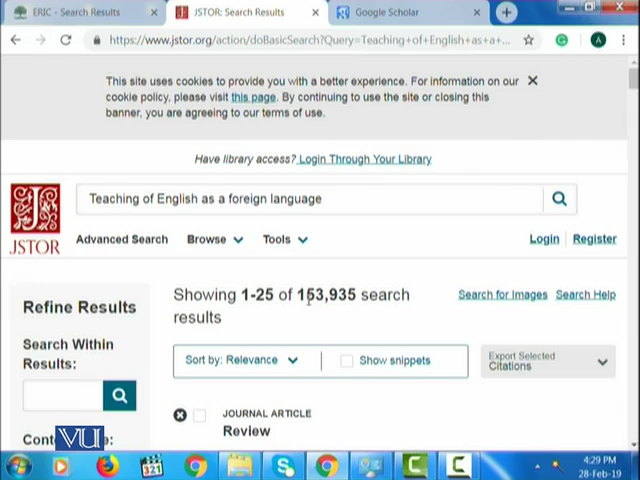 ERIC - Search Results
JSTOR: Search Results
Google Scholar
https://www.jstor.org/action/doBasicSearch?Query=Teaching+of+English+as+a+...
A
This site uses cookies to provide you with a better experience. For information on our
cookie policy, please visit this page. By continuing to use the site or closing this
banner, you are agreeing to our terms of use.
Have library access? Login Through Your Library
JSTOR
Teaching of English as a foreign language
Advanced Search Browse Tools Login Register
Refine Results
Search Within
Results:
Showing 1-25 of 153,935 search
results
Search for Images Search Help
Sort by: Relevance Show snippets
Export Selected
Citations
JOURNAL ARTICLE
Review
VU
321
4:29 PM
28-Feb-19